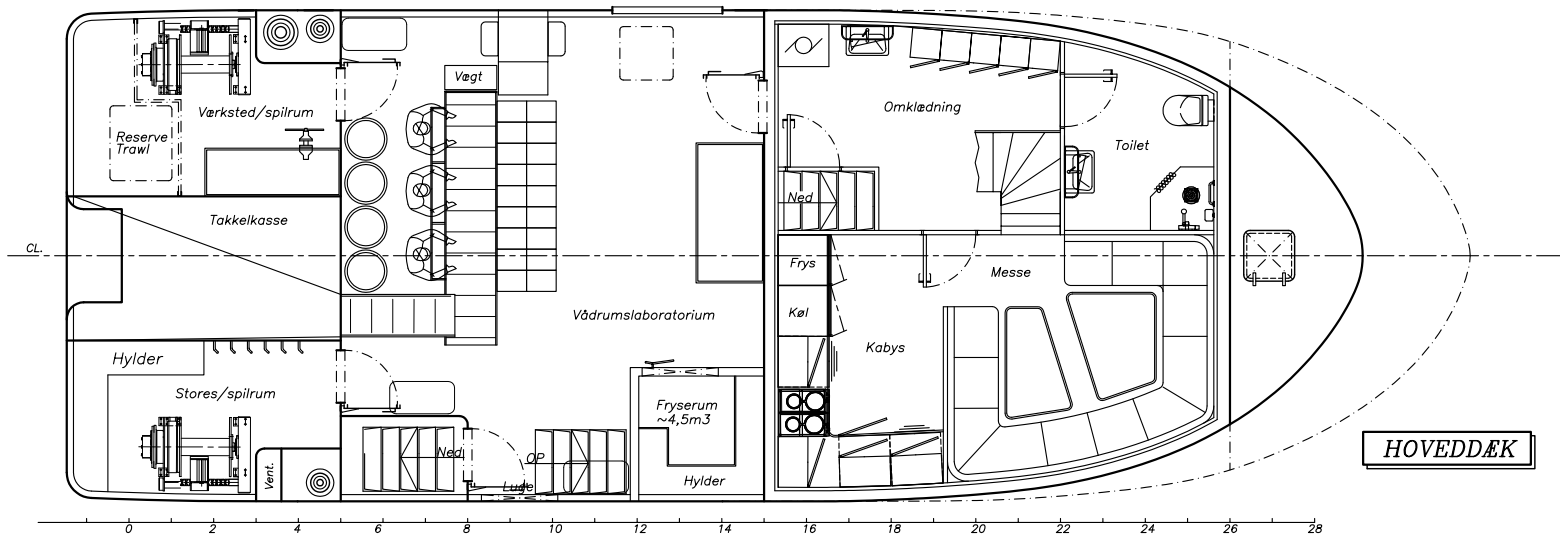 Vægt
Værksted/spilrum
Reserve
Trawl
Omklædning
Toilet
Ned
Takkelkasse
CL.
Frys
Messe
Køl
Vådrumslaboratorium
Kabys
Hylder
Stores/spilrum
Fryserum
~4,5m3
HOVEDDÆK
Ned
OP
Vent.
Luge
Hylder
0 2 4 6 8 10 12 14 16 18 20 22 24 26 28